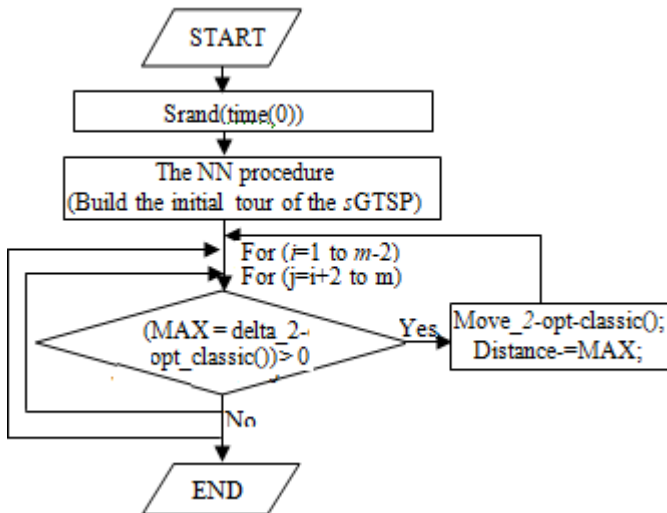 START
Srand(time(0))
The NN procedure
(Build the initial tour of the sGTSP)
For (i=1 to m-2)
For (j=i+2 to m)
(MAX = delta_2-
opt_classic())> 0
Yes
Move_2-opt-classic();
Distance-=MAX;
No
END